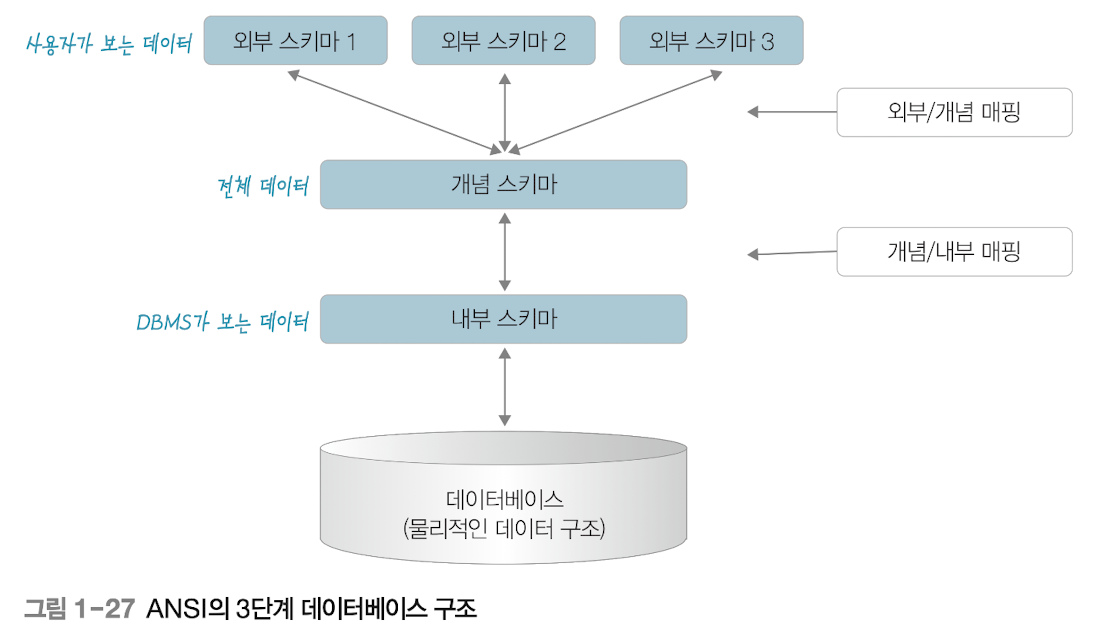 사용자가 보는 데이터
외부 스키마 1
외부 스키마 2
외부 스키마 3
외부/개념 매핑
전체 데이터
개념 스키마
개념/내부 매핑
DBMS가 보는 데이터
내부 스키마
데이터베이스
(물리적인 데이터 구조)
그림 1-27 ANSI의 3단계 데이터베이스 구조